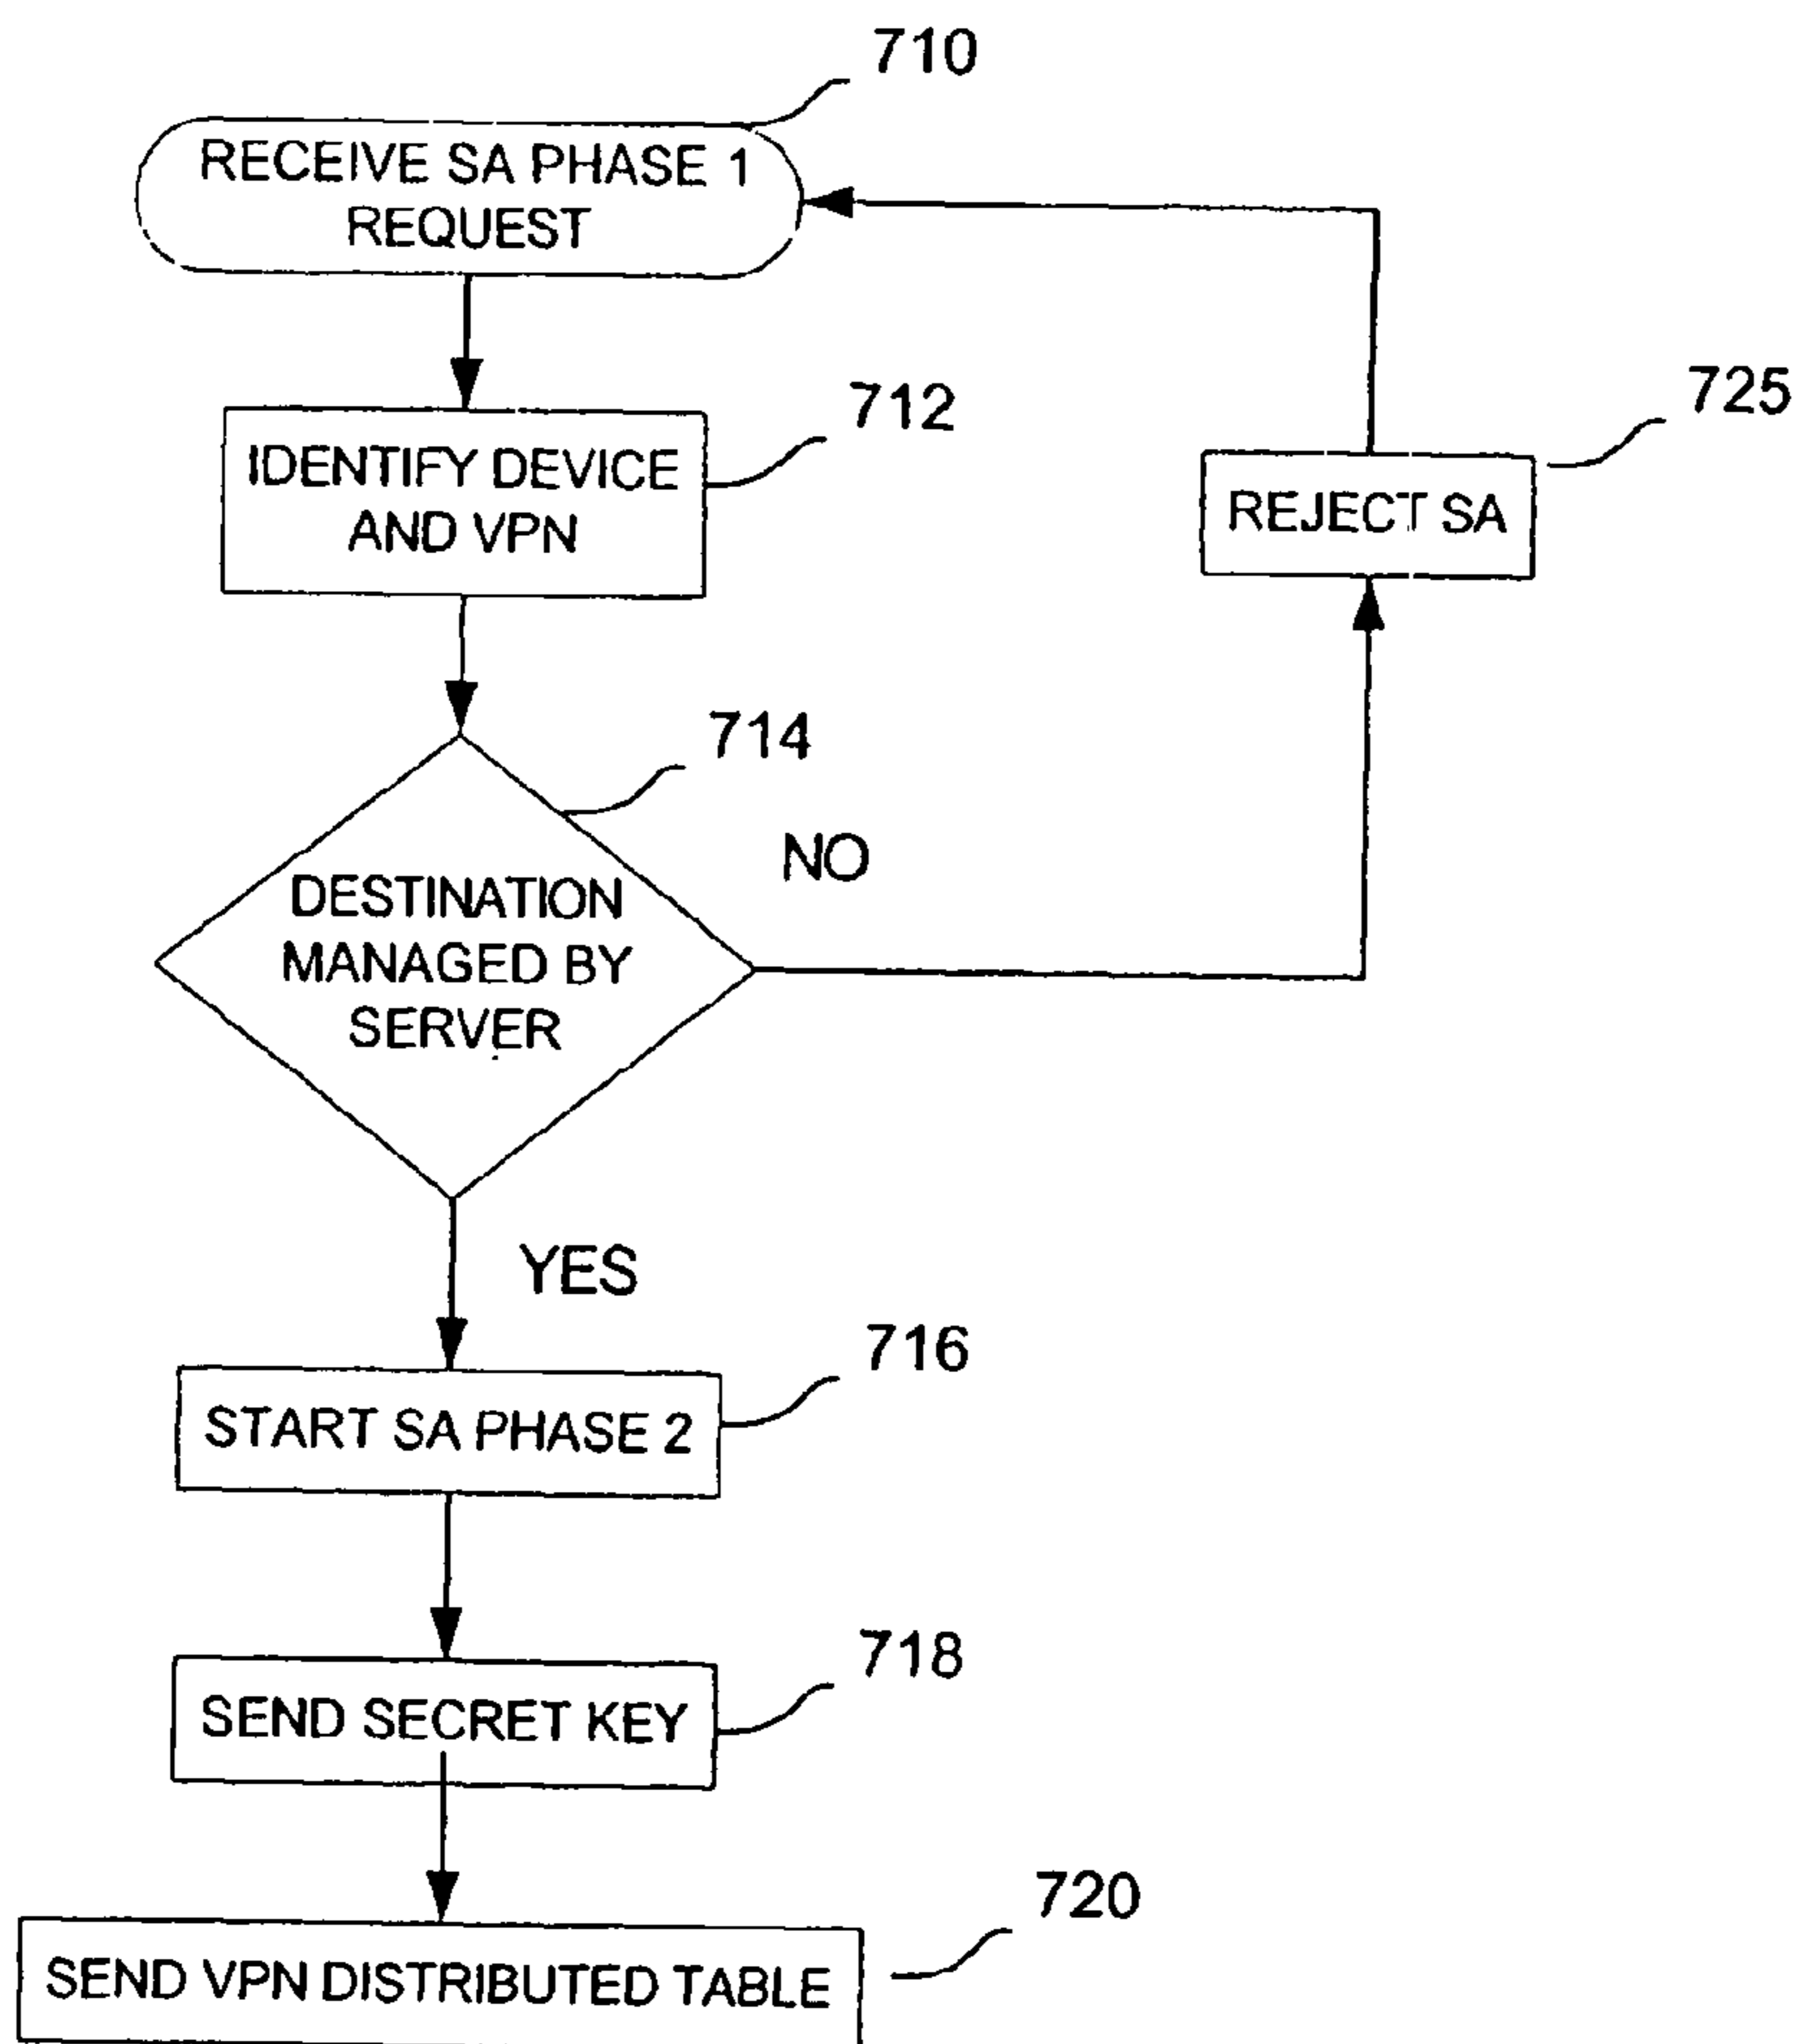 710
RECEIVE SA PHASE 1
REQUEST
712
IDENTIFY DEVICE
AND VPN
725
REJECT SA
714
NO
DESTINATION
MANAGED BY
SERVER
YES
716
START SA PHASE 2
718
SEND SECRET KEY
720
SEND VPN DISTRIBUTED TABLE